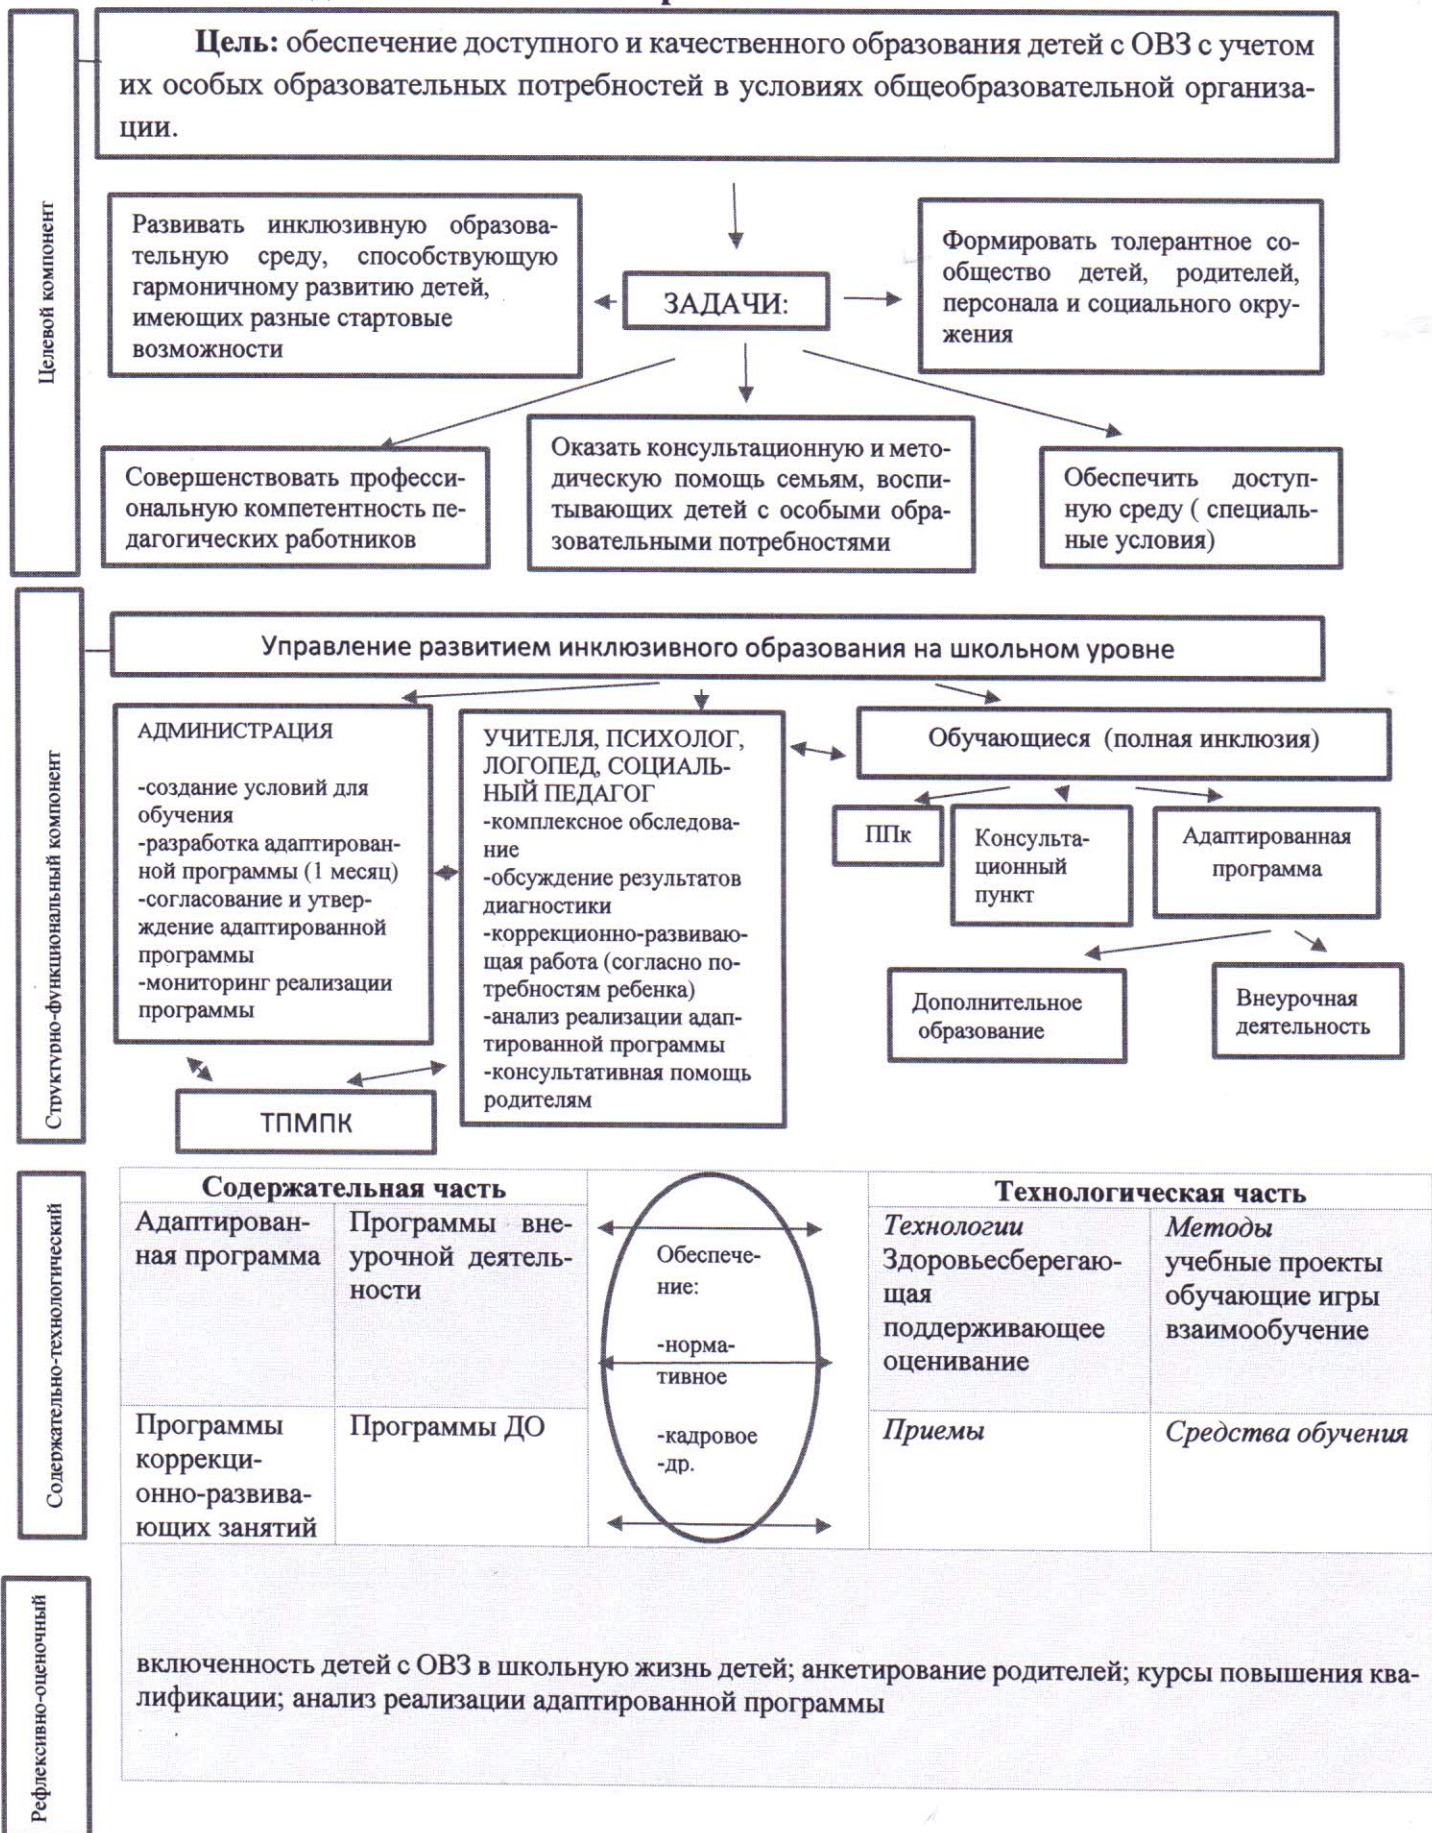 Целевой компонент
Цель: обеспечение доступного и качественного образования детей с ОВЗ с учетом
их особых образовательных потребностей в условиях общеобразовательной организа-
ции.
Развивать инклюзивную образова-
тельную среду, способствующую
гармоничному развитию детей,
имеющих разные стартовые
возможности
ЗАДАЧИ:
Формировать толерантное со-
общество детей, родителей,
персонала и социального окру-
жения
Совершенствовать професси-
ональную компетентность пе-
дагогических работников
Оказать консультационную и мето-
дическую помощь семьям, воспи-
тывающих детей с особыми обра-
зовательными потребностями
Обеспечить доступ-
ную среду ( специаль-
ные условия)
Структурно-функциональный компонент
Управление развитием инклюзивного образования на школьном уровне
АДМИНИСТРАЦИЯ
-создание условий для
обучения
-разработка адаптирован-
ной программы (1 месяц)
-согласование и утвер-
ждение адаптированной
программы
-мониторинг реализации
программы
УЧИТЕЛЯ, ПСИХОЛОГ,
ЛОГОПЕД, СОЦИАЛЬ-
НЫЙ ПЕДАГОГ
-комплексное обследова-
ние
-обсуждение результатов
диагностики
-коррекционно-развиваю-
щая работа (согласно по-
требностям ребенка)
-анализ реализации адап-
тированной программы
-консультативная помощь
родителям
Обучающиеся (полная инклюзия)
ППк
Консульта-
ционный
пункт
Адаптированная
программа
Дополнительное
образование
Внеурочная
деятельность
ТПМПК
Содержательно-технологический
Содержательная часть
Адаптирован-
ная программа
Программы вне-
урочной деятель-
ности
Программы
коррекци-
онно-развива-
ющих занятий
Программы ДО
Обеспече-
ние:
-норма-
тивное
-кадровое
-др.
Технологическая часть
Технологии
Здоровьесберегаю-
щая
поддерживающее
оценивание
Методы
учебные проекты
обучающие игры
взаимообучение
Приемы
Средства обучения
Рефлексивно-оценочный
включенность детей с ОВЗ в школьную жизнь детей; анкетирование родителей; курсы повышения ква-
лификации; анализ реализации адаптированной программы